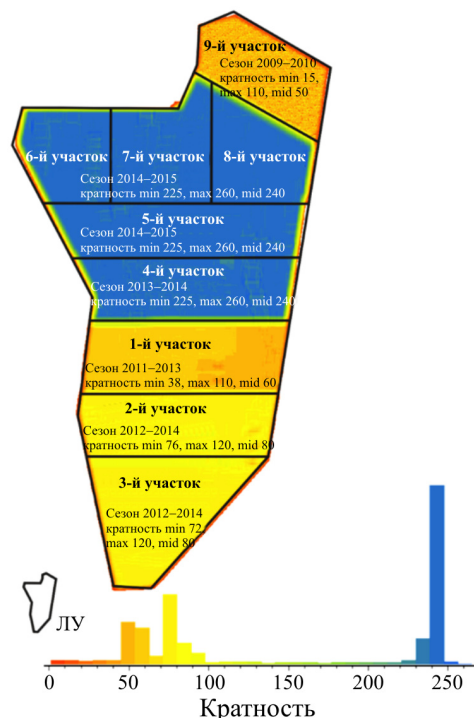 9-й участок
Сезон 2009–2010
кратность min 15,
max 110, mid 50
6-й участок
7-й участок
8-й участок
Сезон 2014–2015
кратность min 225, max 260, mid 240
5-й участок
Сезон 2014–2015
кратность min 225, max 260, mid 240
4-й участок
Сезон 2013–2014
кратность min 225, max 260, mid 240
1-й участок
Сезон 2011–2013
кратность min 38, max 110, mid 60
2-й участок
Сезон 2012–2014
кратность min 76, max 120, mid 80
3-й участок
Сезон 2012–2014
кратность min 72,
max 120, mid 80
ЛУ
0 50 100 150 200 250
Кратность